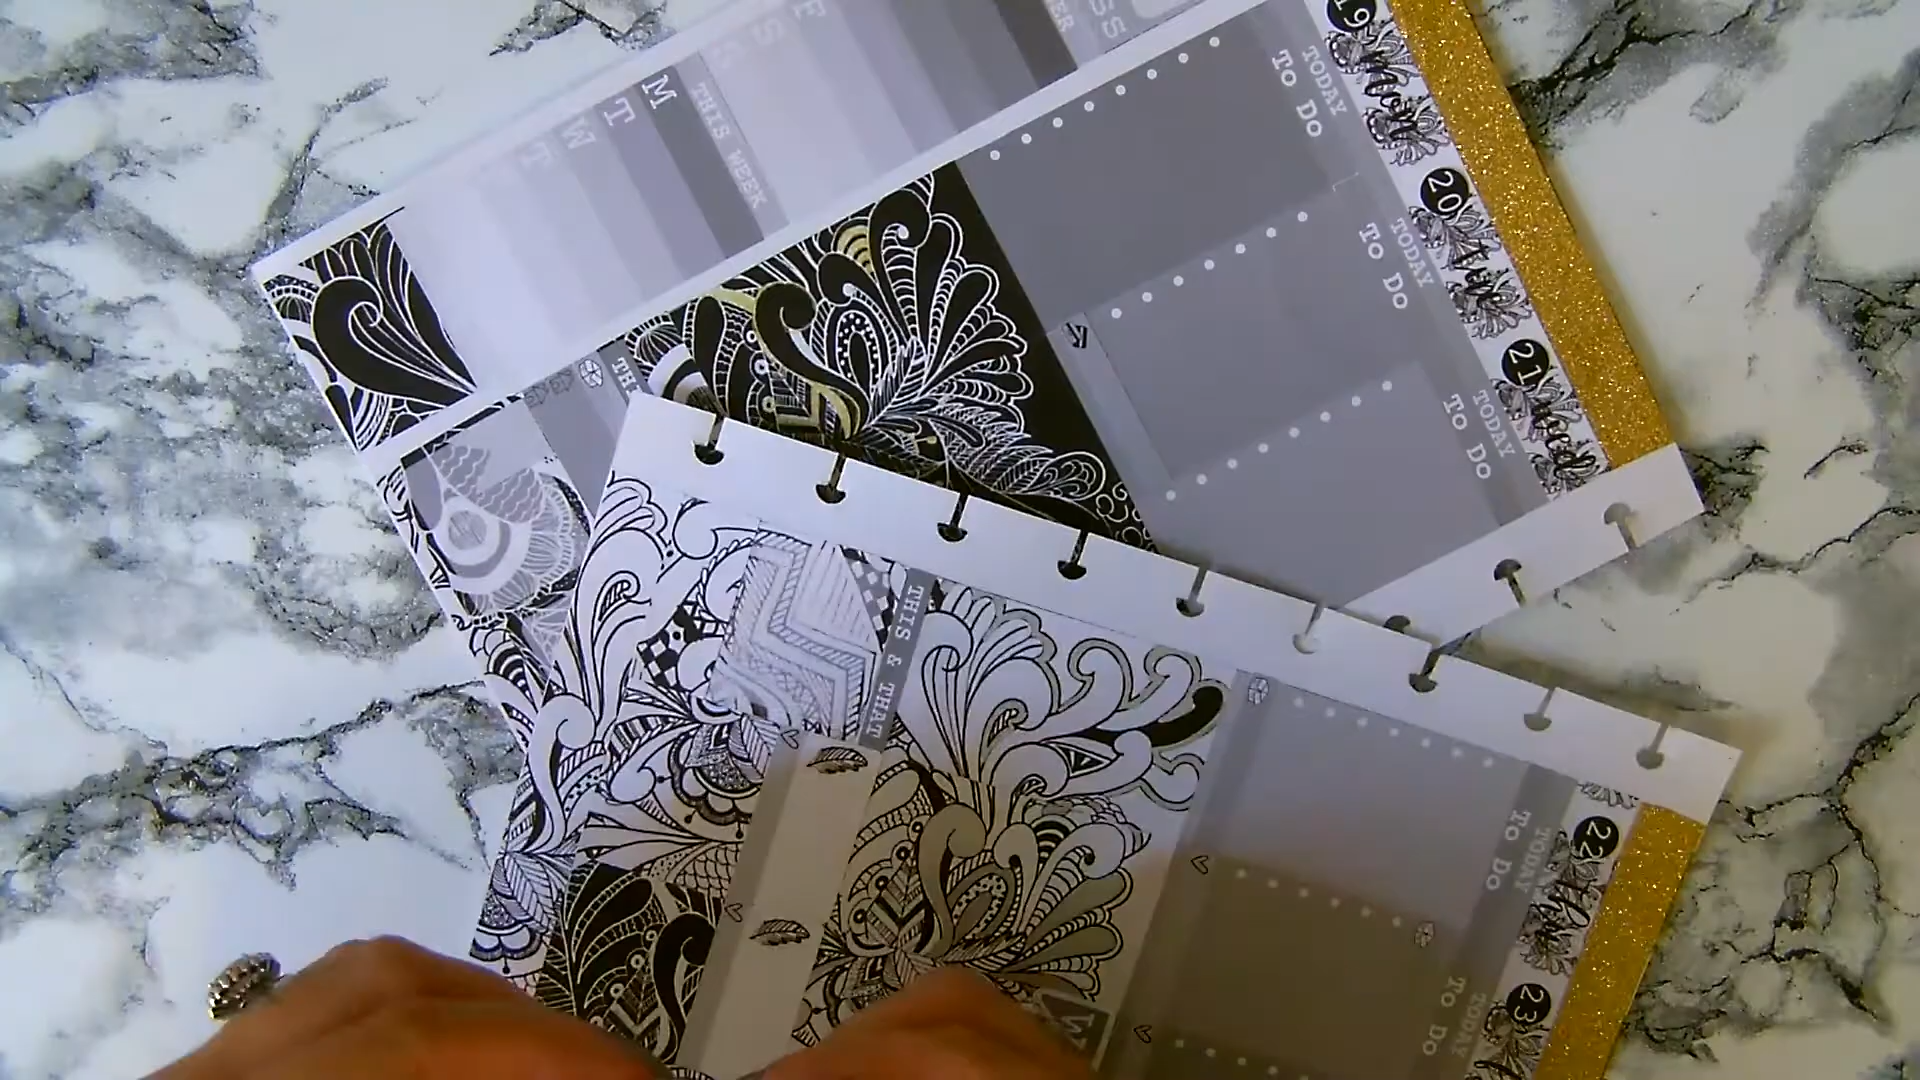 19
mon
TODAY
To Do
20
tue
TODAY
To Do
21
wed
TODAY
To Do
THIS WEEK
M
T
W
T
F
S
S
THIS & THAT
22
thu
TODAY
To Do
23
TODAY
To Do
W